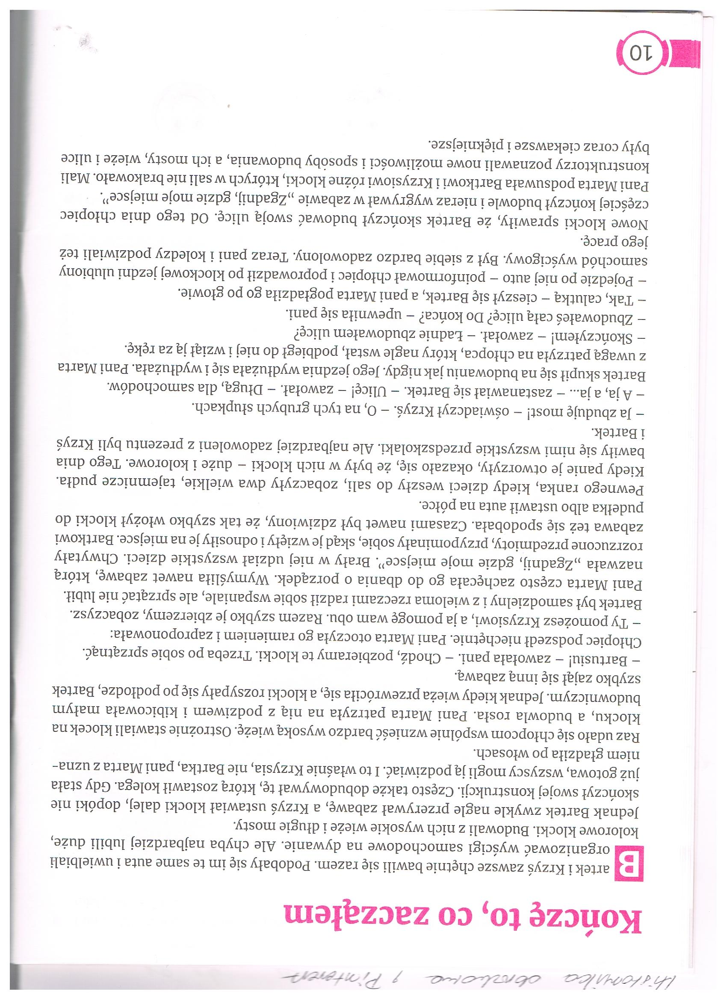 Kończę to, co zacząłem
Bartek i Krzyś zawsze chętnie bawili się razem. Podobały się im te same auta i uwielbiali
organizować wyścigi samochodowe na dywanie. Ale chyba najbardziej lubili duże,
kolorowe klocki. Budowali z nich wysokie wieże i długie mosty.
Jednak Bartek zwykle nagle przerywał zabawę, a Krzyś ustawiał klocki dalej, dopóki nie
skończył swojej konstrukcji. Często także dobudowywał tę, którą zostawił kolega. Gdy stała
już gotowa, wszyscy mogli ją podziwiać. I to właśnie Krzysia, nie Bartka, pani Marta z uzna-
niem gładziła po włosach.
Raz udało się chłopcom wspólnie wznieść bardzo wysoką wieżę. Ostrożnie stawiali klocek na
klocku, a budowla rosła. Pani Marta patrzyła na nią z podziwem i kibicowała małym
budowniczym. Jednak kiedy wieża przewróciła się, a klocki rozsypały się po podłodze, Bartek
szybko zajął się inną zabawą.
– Bartusiu! – zawołała pani. – Chodź, pozbieramy te klocki. Trzeba po sobie sprzątnąć.
Chłopiec podszedł niechętnie. Pani Marta otoczyła go ramieniem i zaproponowała:
– Ty pomożesz Krzysiowi, a ja pomogę wam obu. Razem szybko je zbierzemy, zobaczysz.
Bartek był samodzielny i z wieloma rzeczami radził sobie wspaniale, ale sprzątać nie lubił.
Pani Marta często zachęcała go do dbania o porządek. Wymyśliła nawet zabawę, którą
nazwała „Zgadnij, gdzie moje miejsce”. Brały w niej udział wszystkie dzieci. Chwytały
rozrzucone przedmioty, przypominały sobie, skąd je wzięły i odnosiły je na miejsce. Bartkowi
zabawa też się spodobała. Czasami nawet był zdziwiony, że tak szybko włożył klocki do
pudełka albo ustawił auta na półce.
Pewnego ranka, kiedy dzieci weszły do sali, zobaczyły dwa wielkie, tajemnicze pudła.
Kiedy panie je otworzyły, okazało się, że były w nich klocki – duże i kolorowe. Tego dnia
bawiły się nimi wszystkie przedszkolaki. Ale najbardziej zadowoleni z prezentu byli Krzyś
i Bartek.
– Ja zbuduję most! – oświadczył Krzyś. – O, na tych grubych słupkach.
– A ja, a ja... – zastanawiał się Bartek. – Ulicę! – zawołał. – Długą, dla samochodów.
Bartek skupił się na budowaniu jak nigdy. Jego jezdnia wydłużała się i wydłużała. Pani Marta
z uwagą patrzyła na chłopca, który nagle wstał, podbiegł do niej i wziął ją za rękę.
– Skończyłem! – zawołał. – Ładnie zbudowałem ulicę?
– Zbudowałeś całą ulicę? Do końca? – upewniła się pani.
– Tak, calutką – cieszył się Bartek, a pani Marta pogładziła go po głowie.
– Pojedzie po niej auto – poinformował chłopiec i poprowadził po klockowej jezdni ulubiony
samochód wyścigowy. Był z siebie bardzo zadowolony. Teraz pani i koledzy podziwiali też
jego pracę.
Nowe klocki sprawiły, że Bartek skończył budować swoją ulicę. Od tego dnia chłopiec
częściej kończył budowle i nieraz wygrywał w zabawie „Zgadnij, gdzie moje miejsce”.
Pani Marta podsuwała Bartkowi i Krzysiowi różne klocki, których w sali nie brakowało. Mali
konstruktorzy poznawali nowe możliwości i sposoby budowania, a ich mosty, wieże i ulice
były coraz ciekawsze i piękniejsze.
10